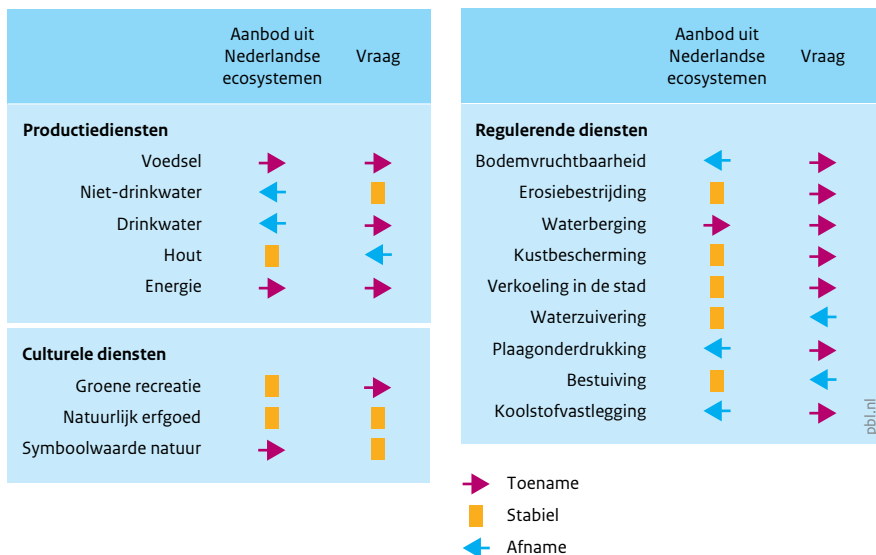 Aanbod uit
Nederlandse
ecosystemen
Vraag
Productiediensten
Voedsel
Niet-drinkwater
Drinkwater
Hout
Energie
Culturele diensten
Groene recreatie
Natuurlijk erfgoed
Symboolwaarde natuur
Aanbod uit
Nederlandse
ecosystemen
Vraag
Regulerende diensten
Bodemvruchtbaarheid
Erosiebestrijding
Waterberging
Kustbescherming
Verkoeling in de stad
Waterzuivering
Plaagonderdrukking
Bestuiving
Koolstofvastlegging
pbl.nl
Toename
Stabiel
Afname